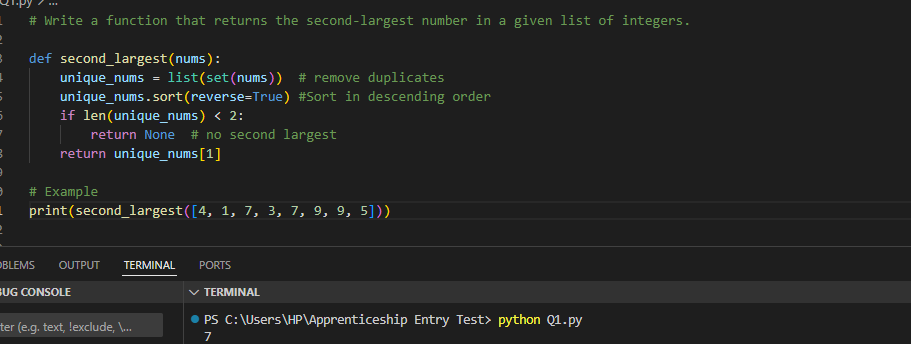 Q1.py > ...
1 # Write a function that returns the second-largest number in a given list of integers.
2
3 def second_largest(nums):
4     unique_nums = list(set(nums))  # remove duplicates
5     unique_nums.sort(reverse=True) #Sort in descending order
6     if len(unique_nums) < 2:
7         return None  # no second largest
8     return unique_nums[1]
9
0 # Example
1 print(second_largest([4, 1, 7, 3, 7, 9, 9, 5]))
2
OBLEMS OUTPUT TERMINAL PORTS
BUG CONSOLE
TERMINAL
ter (e.g. text, !exclude, \...
PS C:\Users\HP\Apprenticeship Entry Test> python Q1.py
7